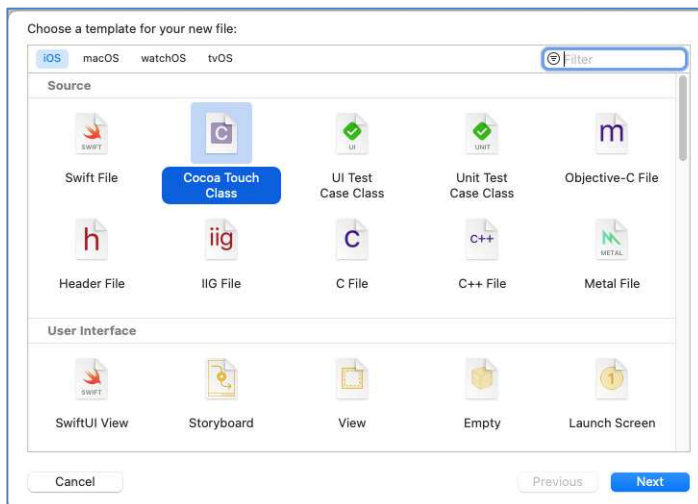 Choose a template for your new file:
iOS macOS watchOS tvOS Filter
Source
SWIFT
UI
UNIT
C
m
Swift File
Cocoa Touch
Class
UI Test
Case Class
Unit Test
Case Class
Objective-C File
h
iig
C
c++
METAL
Header File
IIG File
C File
C++ File
Metal File
User Interface
SWIFT
1
SwiftUI View
Storyboard
View
Empty
Launch Screen
Cancel
Previous
Next